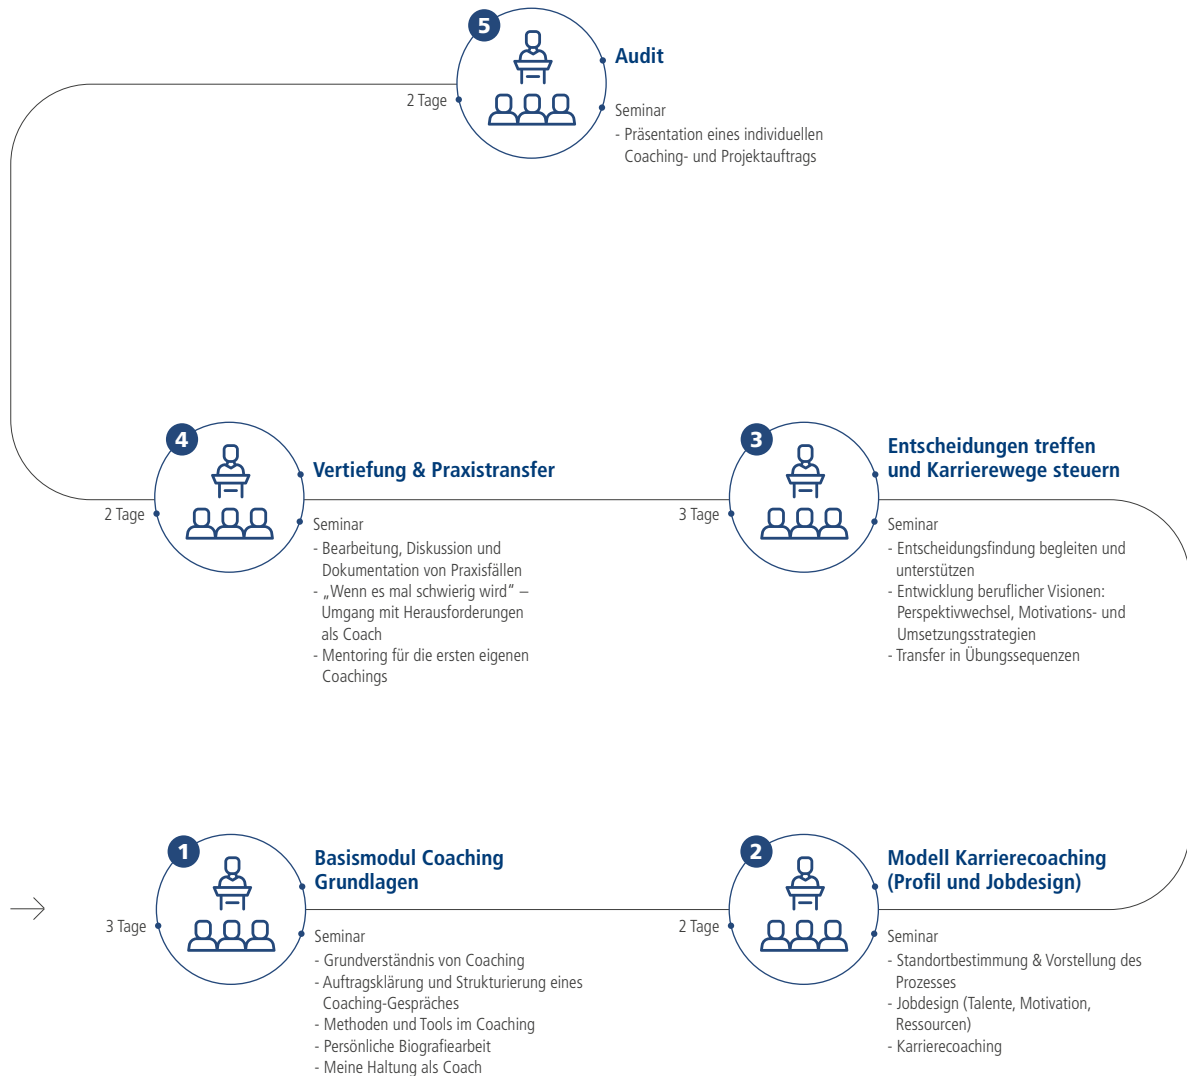 5
Audit
2 Tage
Seminar
- Präsentation eines individuellen
Coaching- und Projektauftrags
4
Vertiefung & Praxistransfer
2 Tage
Seminar
- Bearbeitung, Diskussion und
Dokumentation von Praxisfällen
- „Wenn es mal schwierig wird“ –
Umgang mit Herausforderungen
als Coach
- Mentoring für die ersten eigenen
Coachings
3
Entscheidungen treffen
und Karrierewege steuern
3 Tage
Seminar
- Entscheidungsfindung begleiten und
unterstützen
- Entwicklung beruflicher Visionen:
Perspektivwechsel, Motivations- und
Umsetzungsstrategien
- Transfer in Übungssequenzen
1
Basismodul Coaching
Grundlagen
3 Tage
Seminar
- Grundverständnis von Coaching
- Auftragsklärung und Strukturierung eines
Coaching-Gespräches
- Methoden und Tools im Coaching
- Persönliche Biografiearbeit
- Meine Haltung als Coach
2
Modell Karrierecoaching
(Profil und Jobdesign)
2 Tage
Seminar
- Standortbestimmung & Vorstellung des
Prozesses
- Jobdesign (Talente, Motivation,
Ressourcen)
- Karrierecoaching